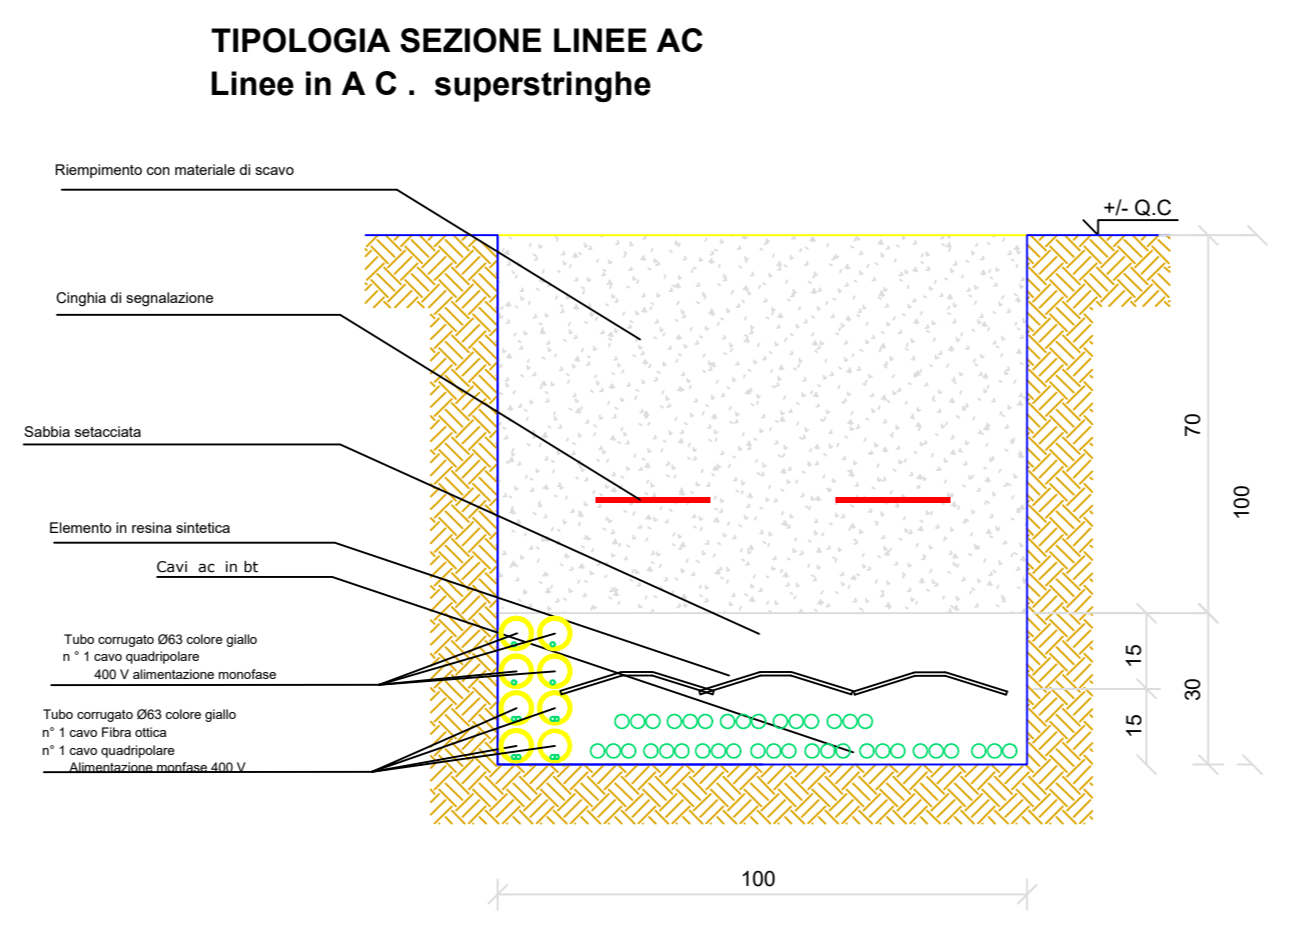 TIPOLOGIA SEZIONE LINEE AC
Linee in A C .  superstringhe
Riempimento con materiale di scavo
+/- Q.C
Cinghia di segnalazione
Sabbia setacciata
70
100
Elemento in resina sintetica
Cavi  ac  in bt
Tubo corrugato Ø63 colore giallo
n ° 1 cavo quadripolare
400 V alimentazione monofase
15
30
15
Tubo corrugato Ø63 colore giallo
n° 1 cavo Fibra ottica
n° 1 cavo quadripolare
Alimentazione monfase 400 V
100